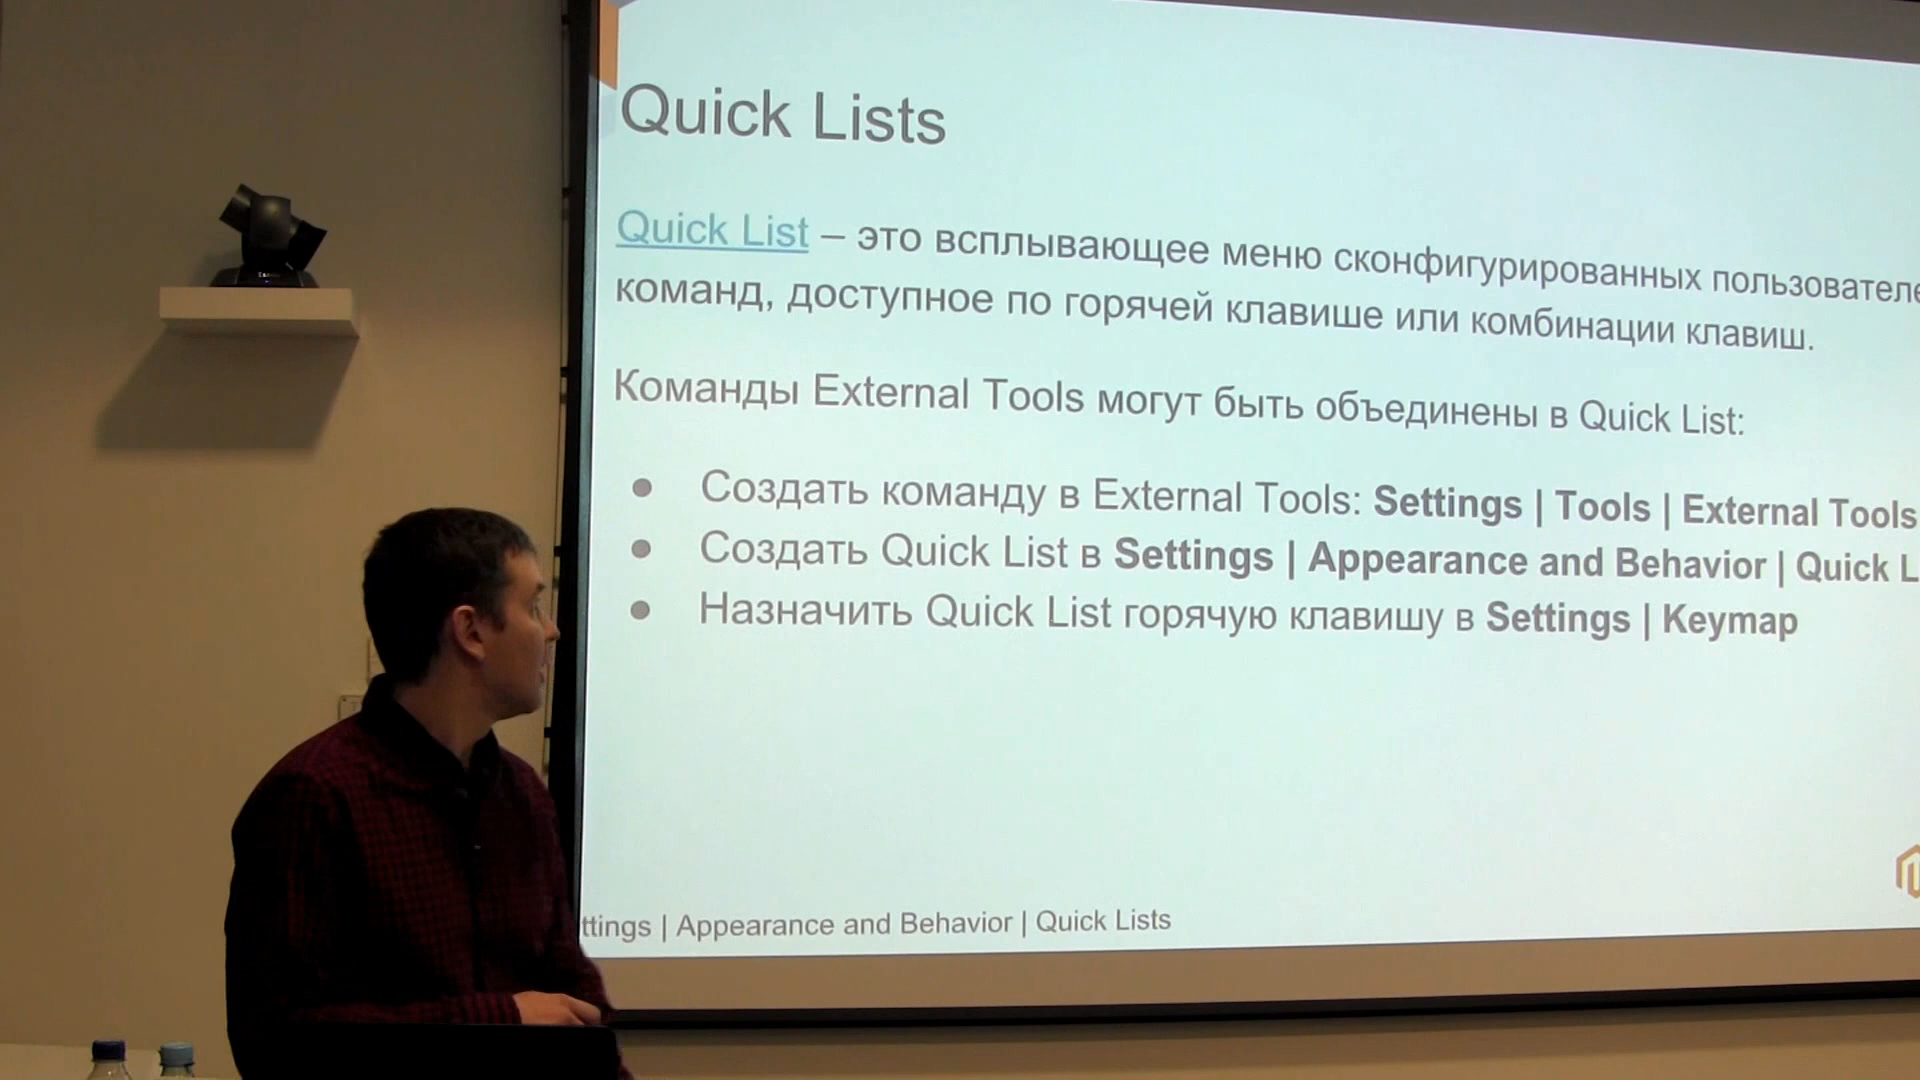 Quick Lists
Quick List – это всплывающее меню сконфигурированных пользователе
команд, доступное по горячей клавише или комбинации клавиш.
Команды External Tools могут быть объединены в Quick List:
● Создать команду в External Tools: Settings | Tools | External Tools
● Создать Quick List в Settings | Appearance and Behavior | Quick L
● Назначить Quick List горячую клавишу в Settings | Keymap
ttings | Appearance and Behavior | Quick Lists